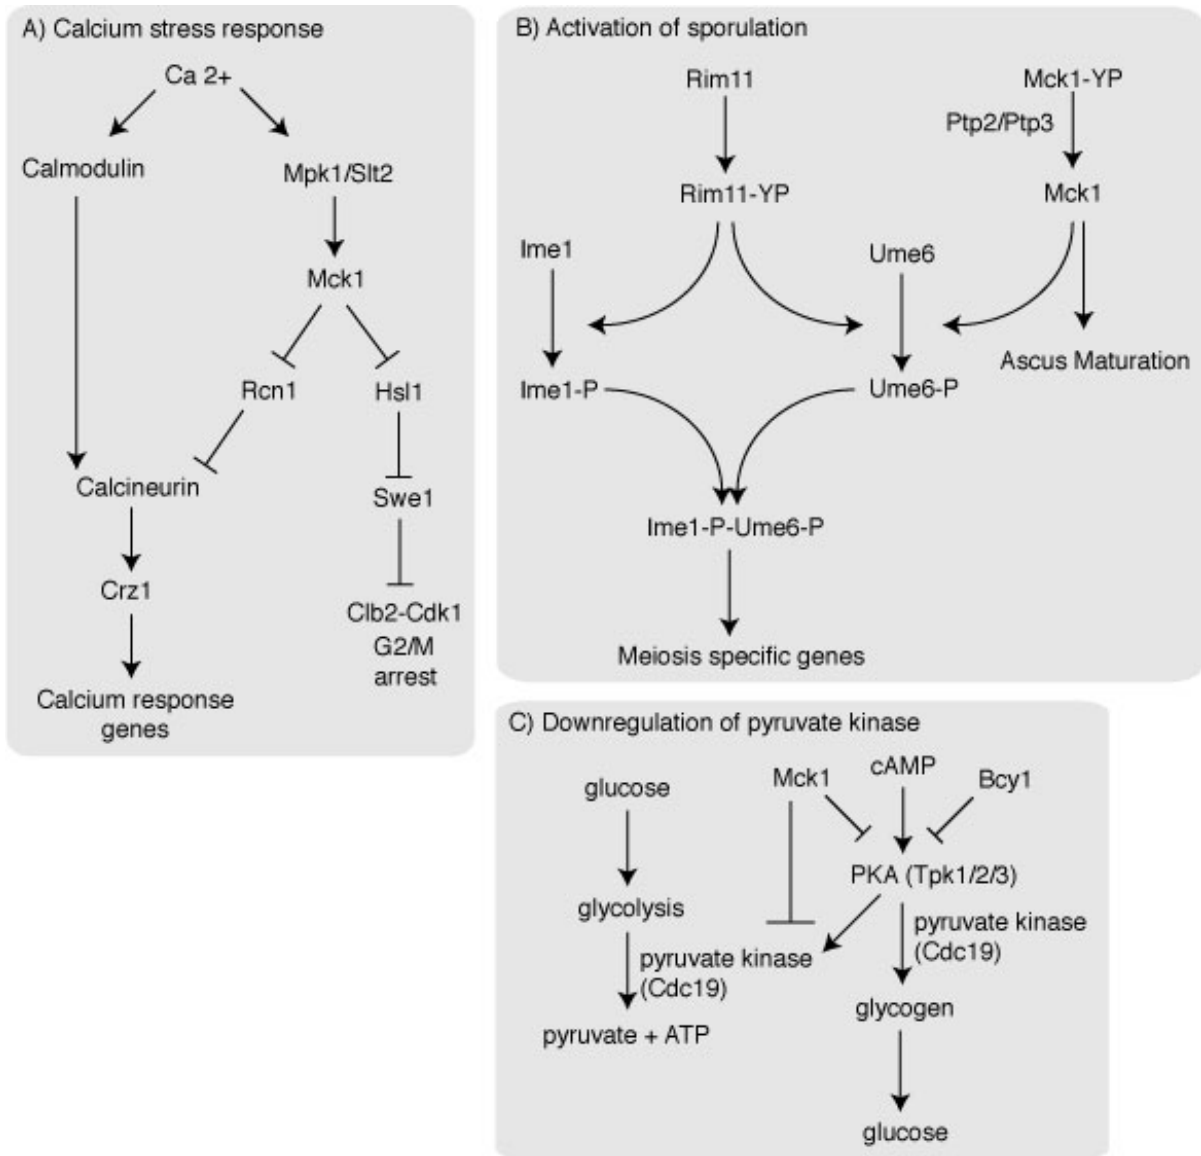 A) Calcium stress response
Ca 2+
Calmodulin
Mpk1/Slt2
Mck1
Rcn1
Hsl1
Calcineurin
Swe1
Crz1
Clb2-Cdk1
G2/M
arrest
Calcium response
genes
B) Activation of sporulation
Rim11
Mck1-YP
Ptp2/Ptp3
Rim11-YP
Mck1
Ime1
Ume6
Ascus Maturation
Ime1-P
Ume6-P
Ime1-P-Ume6-P
Meiosis specific genes
C) Downregulation of pyruvate kinase
glucose
Mck1
cAMP
Bcy1
PKA (Tpk1/2/3)
glycolysis
pyruvate kinase
(Cdc19)
pyruvate kinase
(Cdc19)
pyruvate + ATP
glycogen
glucose